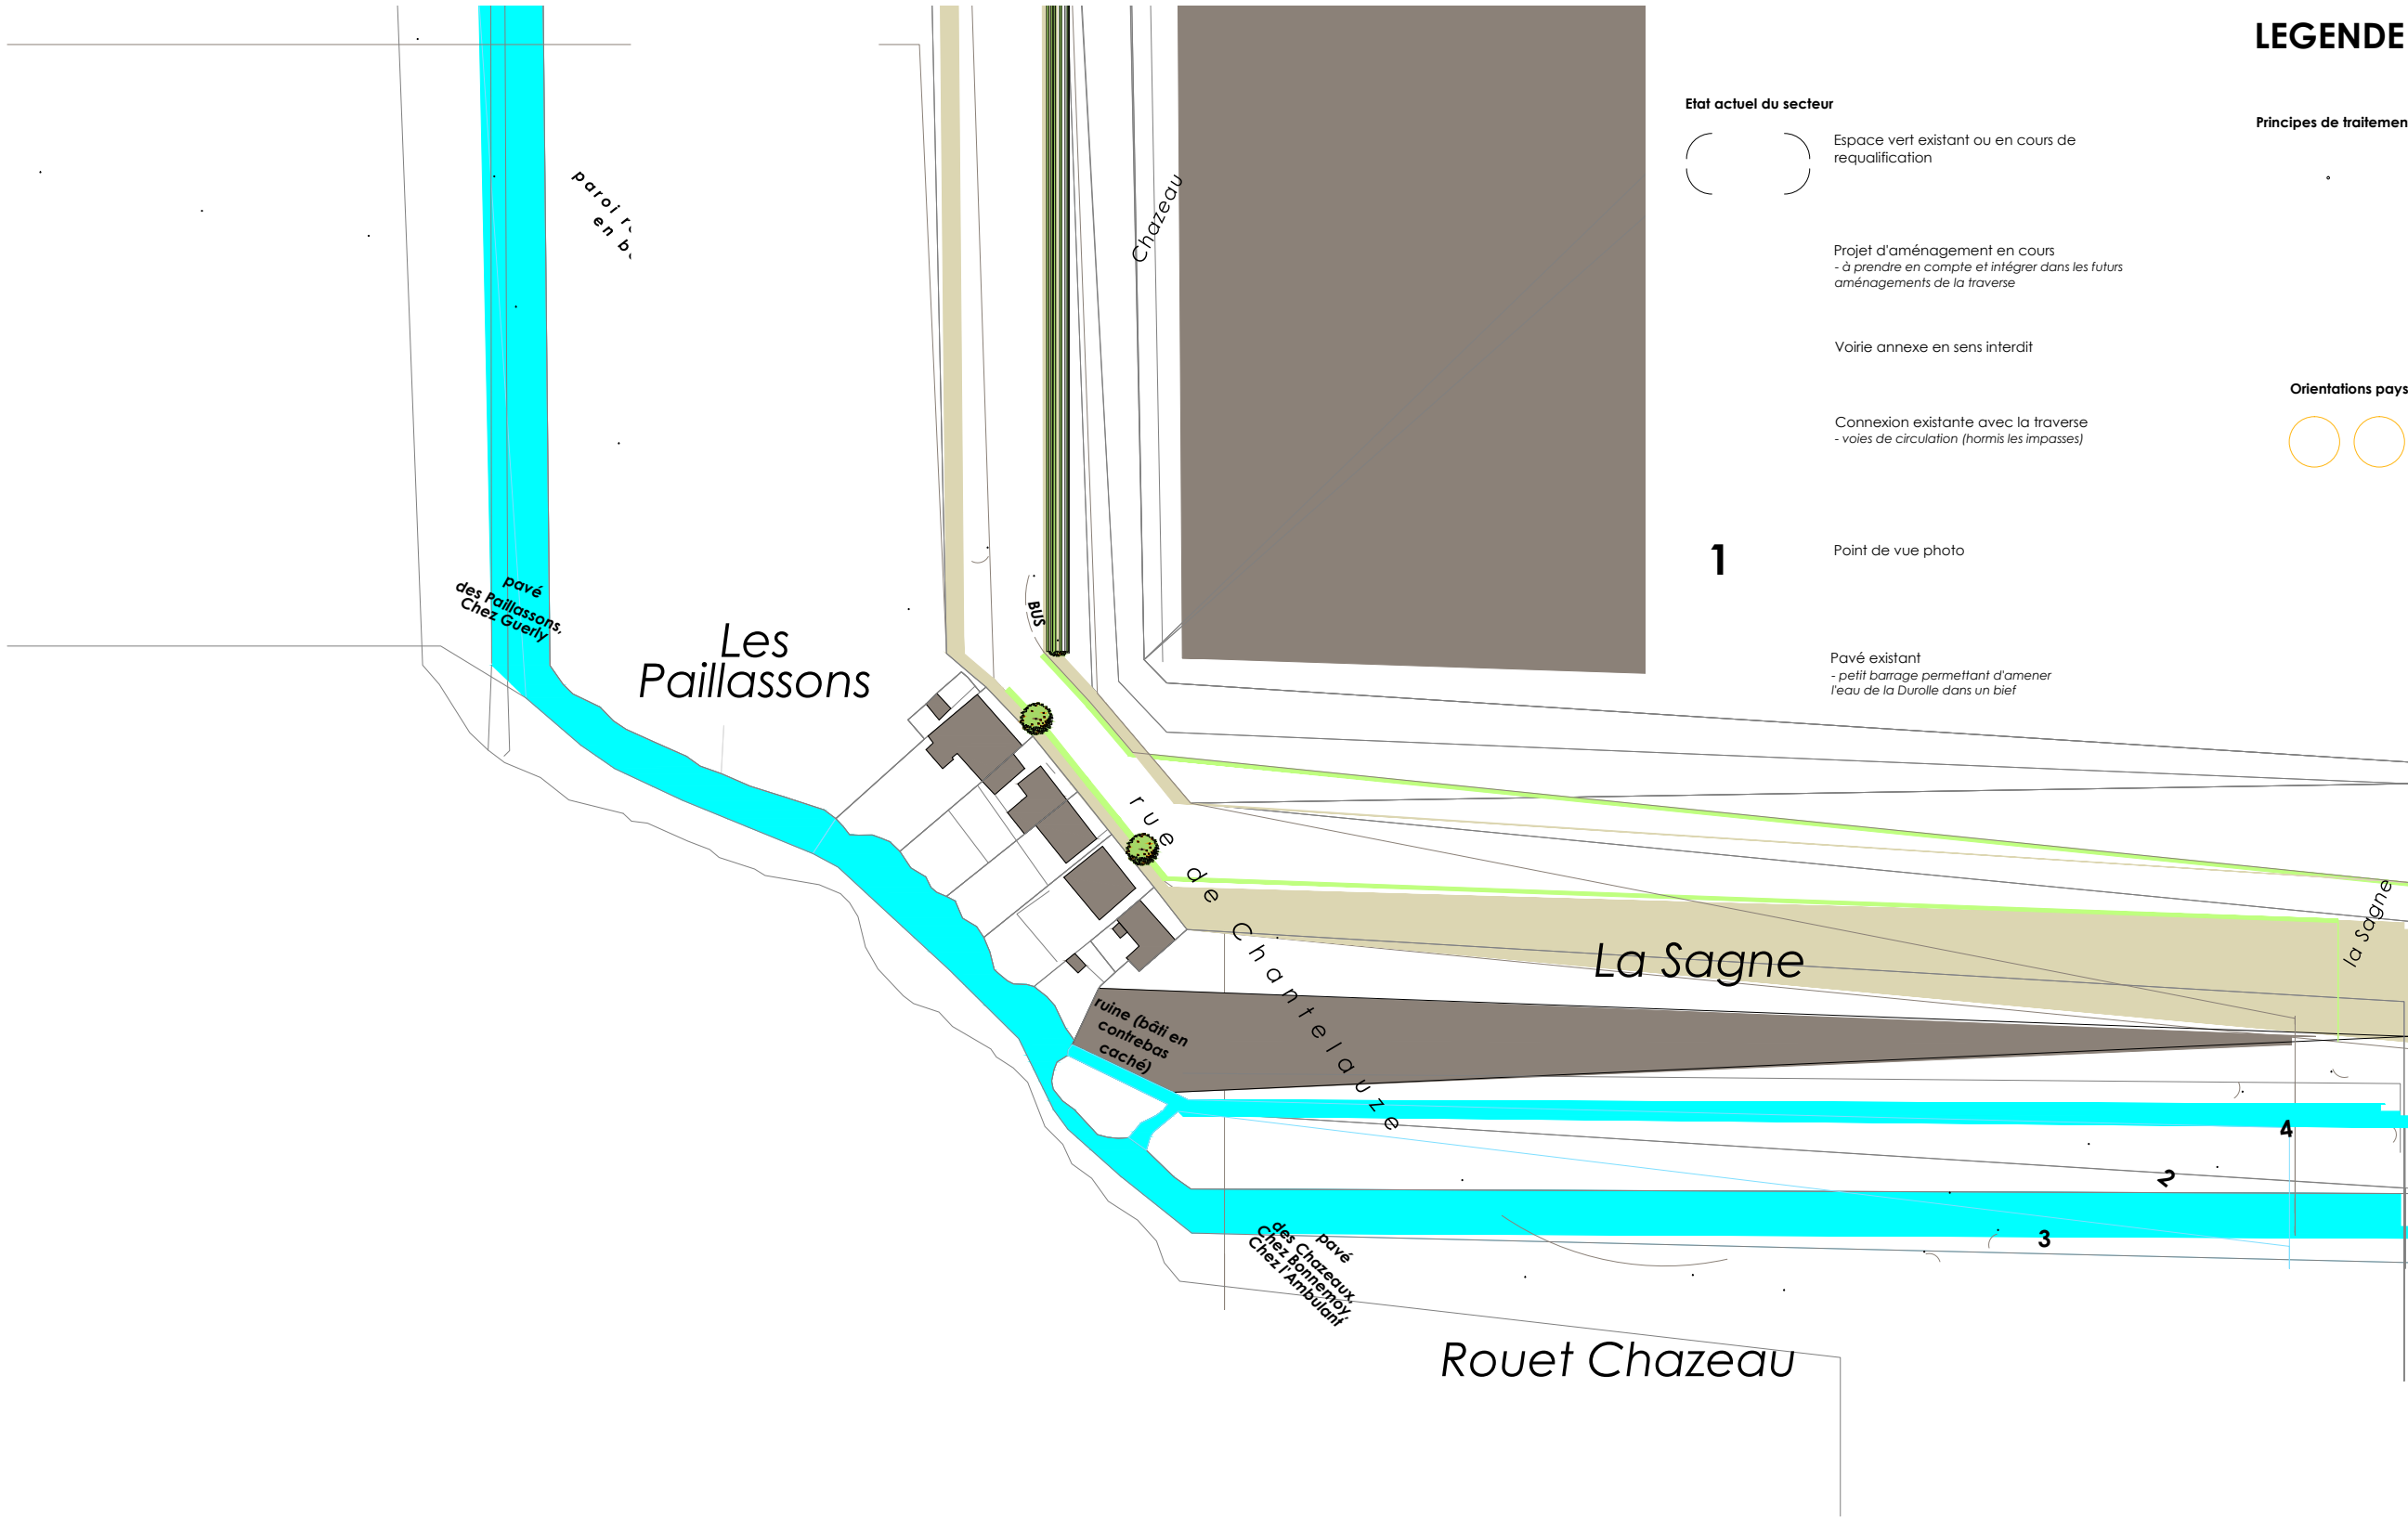 LEGENDE
Etat actuel du secteur
Espace vert existant ou en cours de
requalification
Principes de traitemen
Projet d'aménagement en cours
- à prendre en compte et intégrer dans les futurs
aménagements de la traverse
Voirie annexe en sens interdit
Orientations pays
Connexion existante avec la traverse
- voies de circulation (hormis les impasses)
1
Point de vue photo
Pavé existant
- petit barrage permettant d'amener
l'eau de la Durolle dans un bief
paroi
en
Chazeau
pavé
des Paillassons,
Chez Guerly
Les
Paillassons
BUS
rue de Chantelauze
La Sagne
la Sagne
ruine (bâti en
contrebas
caché)
4
2
3
pavé
des Chazeaux,
Chez Bonnemoy,
Chez l'Ambulant
Rouet Chazeau